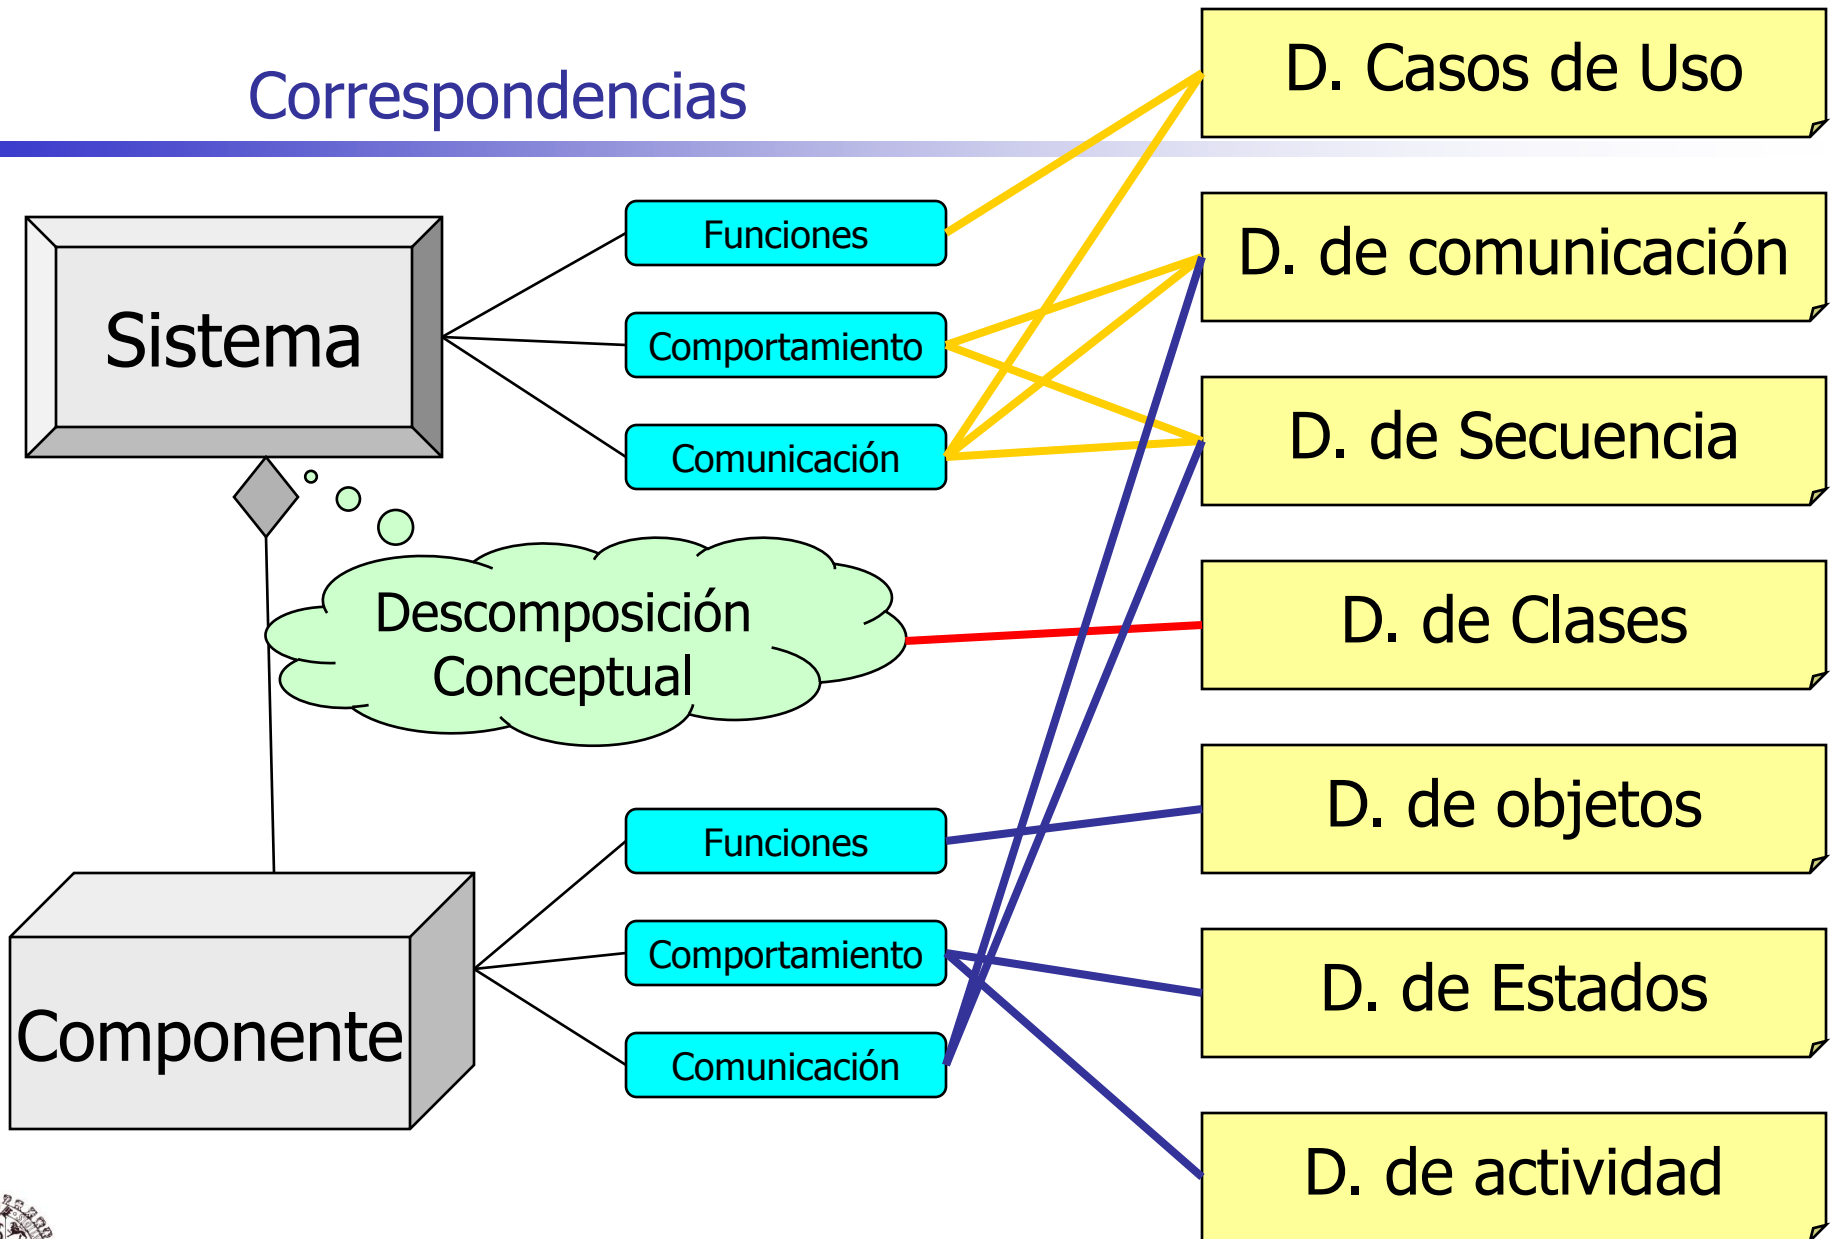 Correspondencias
D. Casos de Uso
D. de comunicación
D. de Secuencia
D. de Clases
D. de objetos
D. de Estados
D. de actividad
Sistema
Funciones
Comportamiento
Comunicación
Descomposición
Conceptual
Componente
Funciones
Comportamiento
Comunicación